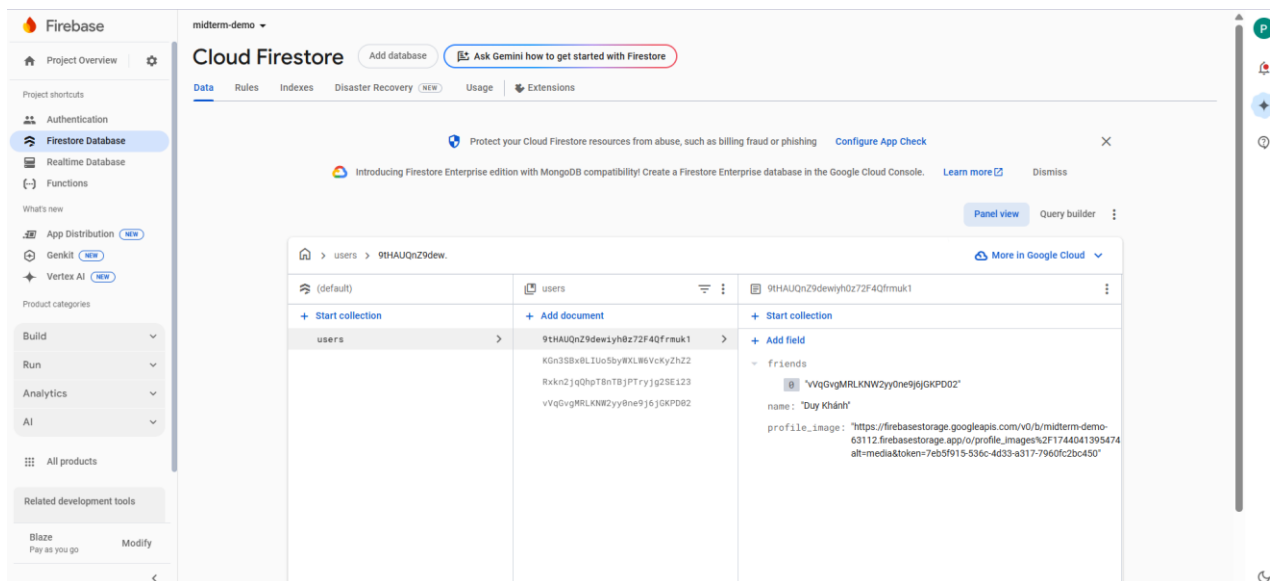 Firebase
Project Overview
Project shortcuts
Authentication
Firestore Database
Realtime Database
Functions
What's new
App Distribution NEW
Genkit NEW
Vertex AI NEW
Product categories
Build
Run
Analytics
AI
All products
Related development tools
Blaze
Pay as you go
Modify
midterm-demo
Cloud Firestore
Add database
Ask Gemini how to get started with Firestore
Data Rules Indexes Disaster Recovery NEW Usage Extensions
Protect your Cloud Firestore resources from abuse, such as billing fraud or phishing Configure App Check
Introducing Firestore Enterprise edition with MongoDB compatibility! Create a Firestore Enterprise database in the Google Cloud Console. Learn more Dismiss
Panel view Query builder
> users > 9tHAUQnZ9dew.
More in Google Cloud
(default)
+ Start collection
users
users
+ Add document
9tHAUQnZ9dewiyh0z72F4Qfrmuk1
KGn3SBx0LIUo5byWXLW6VcKyZhZ2
Rxkn2jqQhpT8nTBjPTryjg2SEi23
vVqGvgMRLKNW2yy0ne9j6jGKPD02
9tHAUQnZ9dewiyh0z72F4Qfrmuk1
+ Start collection
+ Add field
friends
0 "vVqGvgMRLKNW2yy0ne9j6jGKPD02"
name: "Duy Khánh"
profile_image: "https://firebasestorage.googleapis.com/v0/b/midterm-demo-
63112.firebasestorage.app/o/profile_images%2F1744041395474
alt=media&token=7eb5f915-536c-4d33-a317-7960fc2bc450"
P